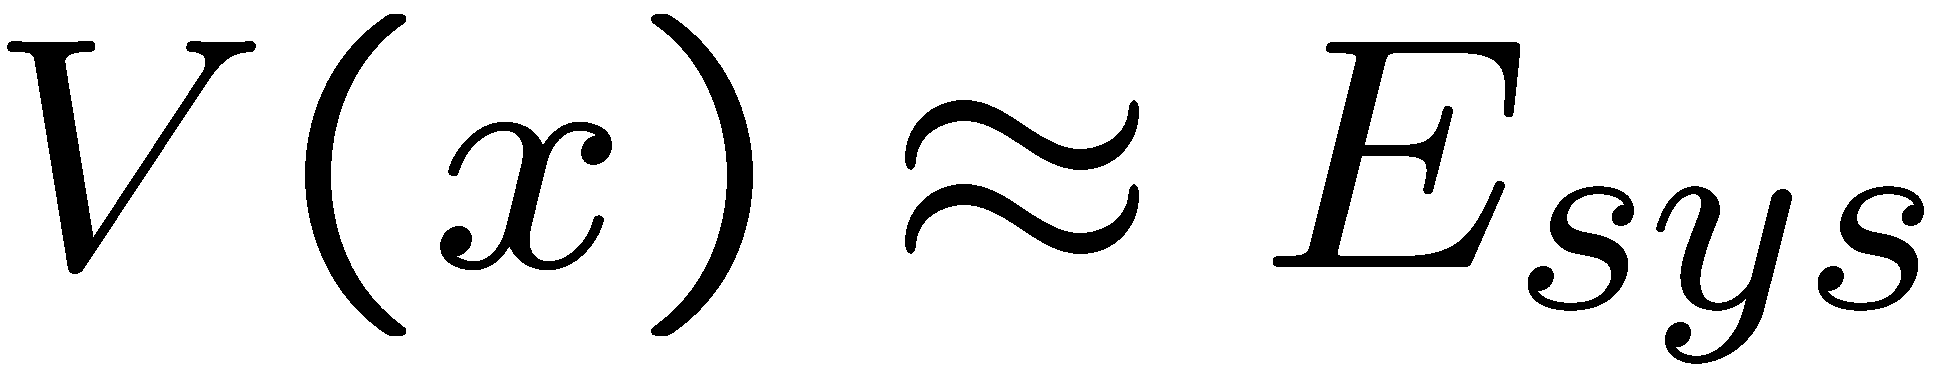 V(x) ≈ E_{sys}